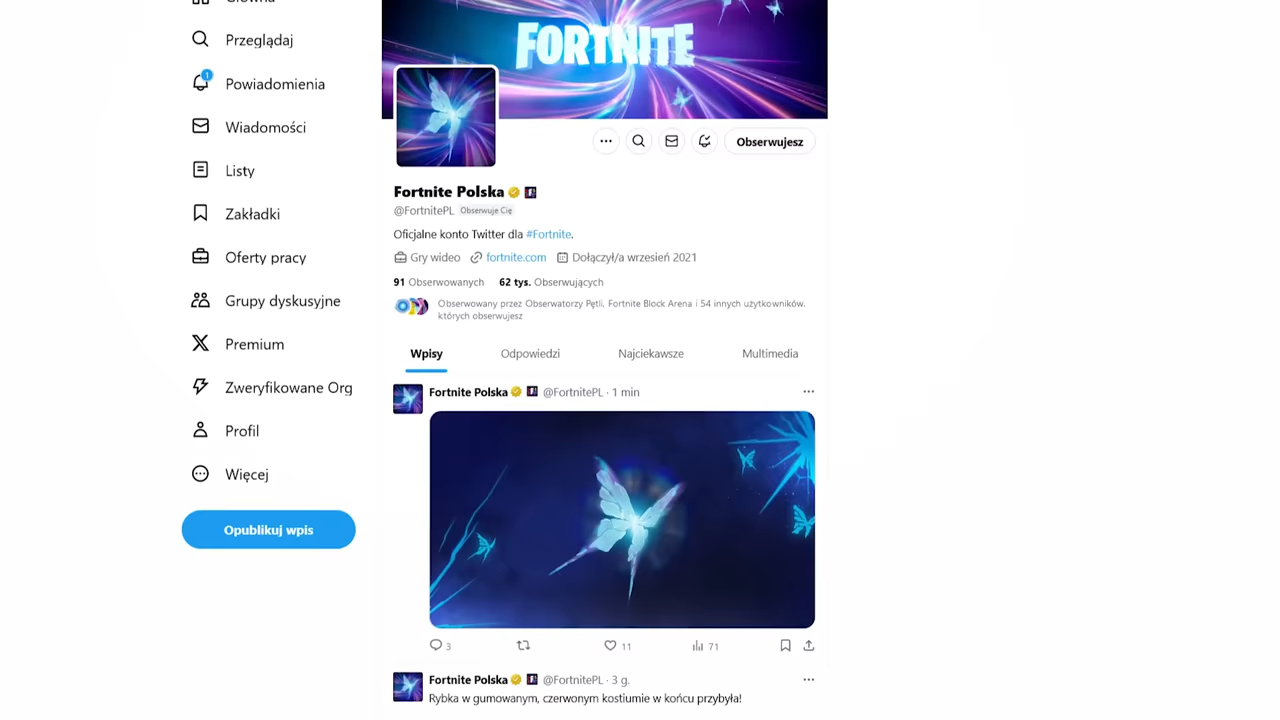 Główna
FORTNITE
Przeglądaj
1
Powiadomienia
Obserwujesz
Wiadomości
Listy
Zakładki
Oferty pracy
Grupy dyskusyjne
Premium
Zweryfikowane Org
Profil
Więcej
Opublikuj wpis
Fortnite Polska
@FortnitePL Obserwuje Cię
Oficjalne konto Twitter dla #Fortnite.
Gry wideo fortnite.com Dołączył/a wrzesień 2021
91 Obserwowanych 62 tys. Obserwujących
Obserwowany przez Obserwatorzy Pętli, Fortnite Block Arena i 54 innych użytkowników,
których obserwujesz
Wpisy Odpowiedzi Najciekawsze Multimedia
Fortnite Polska @FortnitePL · 1 min
3 11 71
Fortnite Polska @FortnitePL · 3 g.
Rybka w gumowanym, czerwonym kostiumie w końcu przybyła!